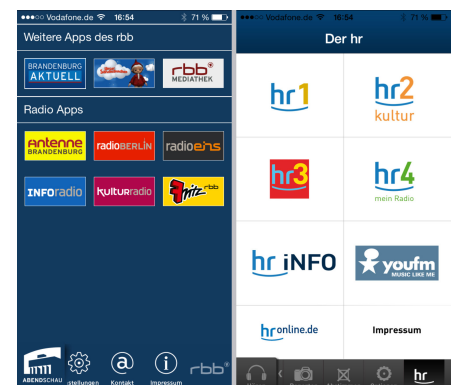 Vodafone.de 16:54 71 %
Weitere Apps des rbb
BRANDENBURG
AKTUELL
rbb
MEDIATHEK
Radio Apps
Antenne
BRANDENBURG
radioBERLIN
radioeins
INFOradio
kulturradio
Fritz rbb
ABENDSCHAU
stellungen
Kontakt
Impressum
rbb
Vodafone.de 16:54 71 %
Der hr
hr1
hr2
kultur
hr3
hr4
mein Radio
hr iNFO
youfm
MUSIC LIKE ME
hronline.de
Impressum
hr